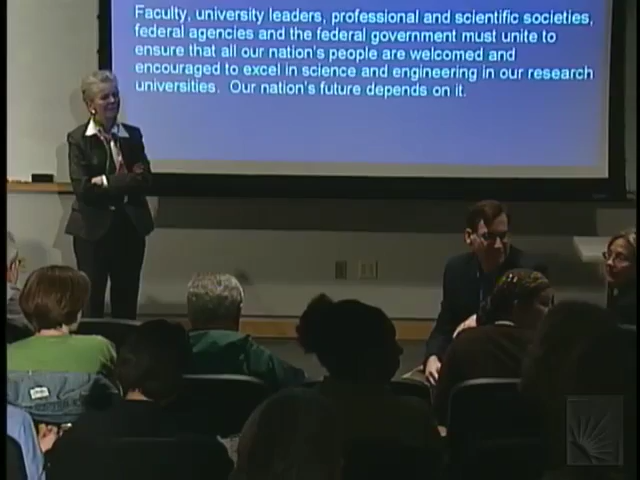 Faculty, university leaders, professional and scientific societies,
federal agencies and the federal government must unite to
ensure that all our nation's people are welcomed and
encouraged to excel in science and engineering in our research
universities. Our nation's future depends on it.